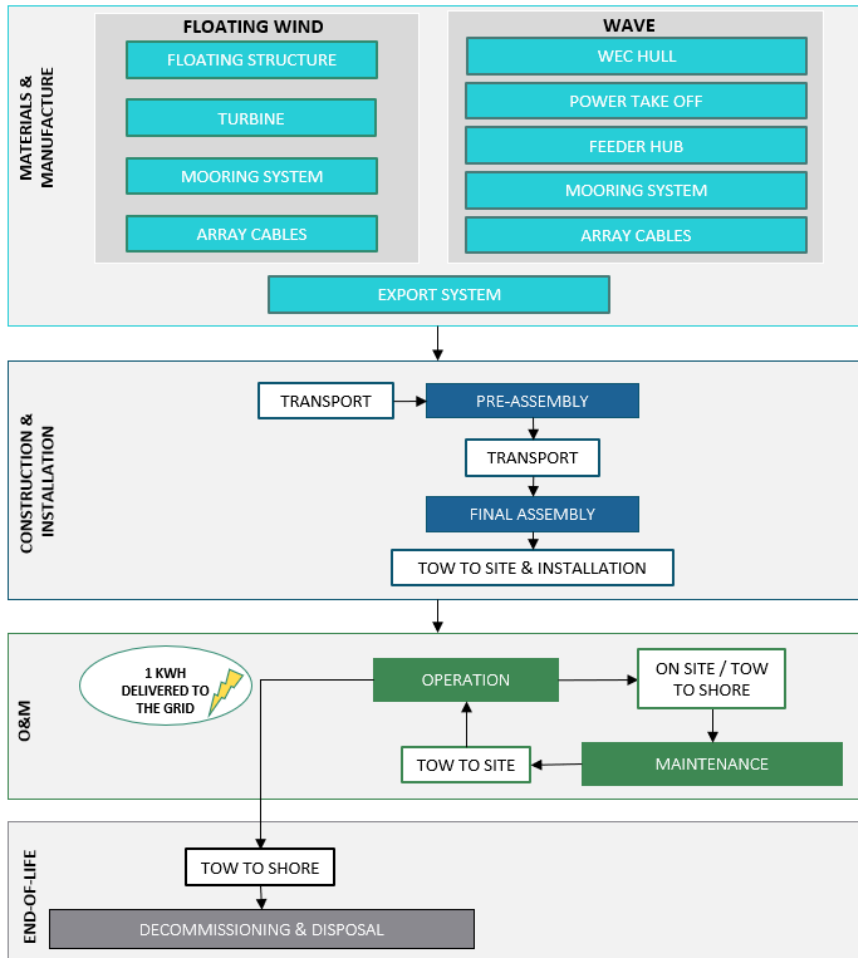 MATERIALS &
MANUFACTURE
FLOATING WIND
FLOATING STRUCTURE
TURBINE
MOORING SYSTEM
ARRAY CABLES
WAVE
WEC HULL
POWER TAKE OFF
FEEDER HUB
MOORING SYSTEM
ARRAY CABLES
EXPORT SYSTEM
CONSTRUCTION &
INSTALLATION
TRANSPORT
PRE-ASSEMBLY
TRANSPORT
FINAL ASSEMBLY
TOW TO SITE & INSTALLATION
O&M
1 KWH
DELIVERED TO
THE GRID
OPERATION
ON SITE / TOW
TO SHORE
MAINTENANCE
TOW TO SITE
END-OF-LIFE
TOW TO SHORE
DECOMMISSIONING & DISPOSAL